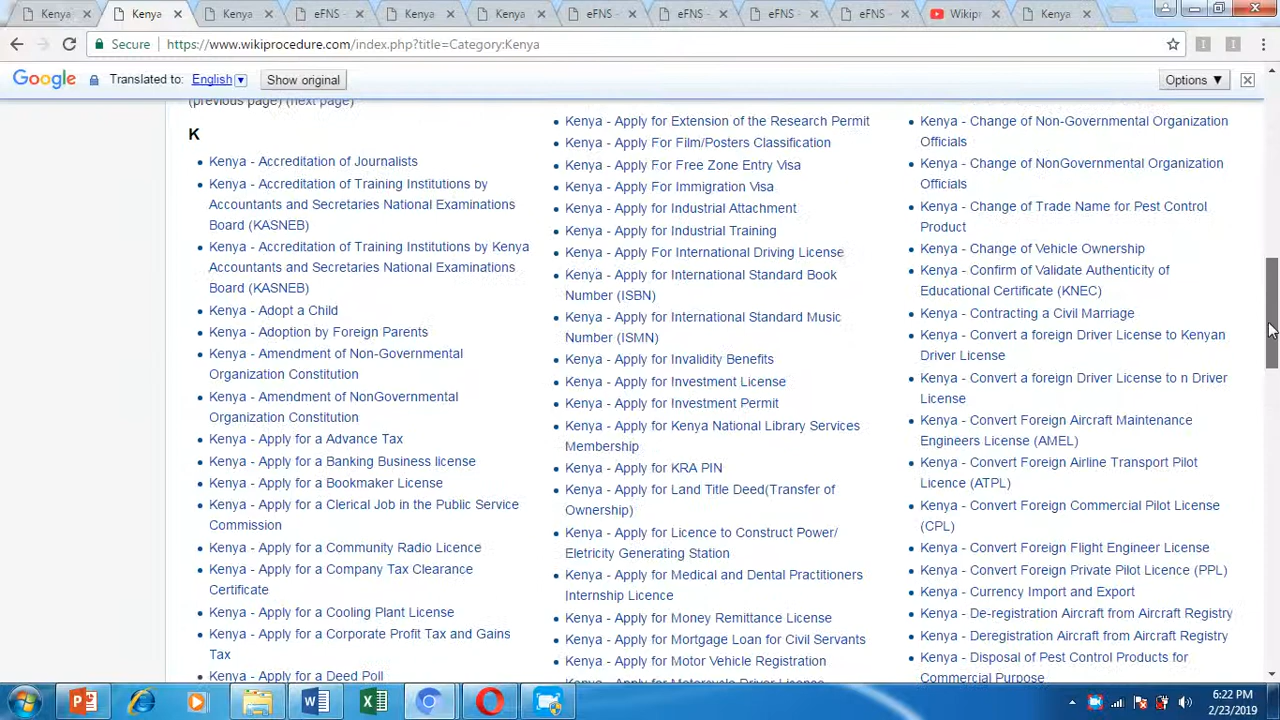 Kenya
Kenya
Kenya
eFNS -
Kenya
Kenya
eFNS -
eFNS -
eFNS -
eFNS -
Wikip
Kenya
Secure
https://www.wikiprocedure.com/index.php?title=Category:Kenya
Google
Translated to:
English
Show original
Options ▼
(previous page) (next page)
K
Kenya - Accreditation of Journalists
Kenya - Accreditation of Training Institutions by
Accountants and Secretaries National Examinations
Board (KASNEB)
Kenya - Accreditation of Training Institutions by Kenya
Accountants and Secretaries National Examinations
Board (KASNEB)
Kenya - Adopt a Child
Kenya - Adoption by Foreign Parents
Kenya - Amendment of Non-Governmental
Organization Constitution
Kenya - Amendment of NonGovernmental
Organization Constitution
Kenya - Apply for a Advance Tax
Kenya - Apply for a Banking Business license
Kenya - Apply for a Bookmaker License
Kenya - Apply for a Clerical Job in the Public Service
Commission
Kenya - Apply for a Community Radio Licence
Kenya - Apply for a Company Tax Clearance
Certificate
Kenya - Apply for a Cooling Plant License
Kenya - Apply for a Corporate Profit Tax and Gains
Tax
Kenya - Apply for a Deed Poll
Kenya - Apply for Extension of the Research Permit
Kenya - Apply For Film/Posters Classification
Kenya - Apply For Free Zone Entry Visa
Kenya - Apply For Immigration Visa
Kenya - Apply for Industrial Attachment
Kenya - Apply for Industrial Training
Kenya - Apply For International Driving License
Kenya - Apply for International Standard Book
Number (ISBN)
Kenya - Apply for International Standard Music
Number (ISMN)
Kenya - Apply for Invalidity Benefits
Kenya - Apply for Investment License
Kenya - Apply for Investment Permit
Kenya - Apply for Kenya National Library Services
Membership
Kenya - Apply for KRA PIN
Kenya - Apply for Land Title Deed(Transfer of
Ownership)
Kenya - Apply for Licence to Construct Power/
Eletricity Generating Station
Kenya - Apply for Medical and Dental Practitioners
Internship Licence
Kenya - Apply for Money Remittance License
Kenya - Apply for Mortgage Loan for Civil Servants
Kenya - Apply for Motor Vehicle Registration
Kenya - Apply for Motorcycle Driver License
Kenya - Change of Non-Governmental Organization
Officials
Kenya - Change of NonGovernmental Organization
Officials
Kenya - Change of Trade Name for Pest Control
Product
Kenya - Change of Vehicle Ownership
Kenya - Confirm of Validate Authenticity of
Educational Certificate (KNEC)
Kenya - Contracting a Civil Marriage
Kenya - Convert a foreign Driver License to Kenyan
Driver License
Kenya - Convert a foreign Driver License to n Driver
License
Kenya - Convert Foreign Aircraft Maintenance
Engineers License (AMEL)
Kenya - Convert Foreign Airline Transport Pilot
Licence (ATPL)
Kenya - Convert Foreign Commercial Pilot License
(CPL)
Kenya - Convert Foreign Flight Engineer License
Kenya - Convert Foreign Private Pilot Licence (PPL)
Kenya - Currency Import and Export
Kenya - De-registration Aircraft from Aircraft Registry
Kenya - Deregistration Aircraft from Aircraft Registry
Kenya - Disposal of Pest Control Products for
Commercial Purpose
6:22 PM
2/23/2019